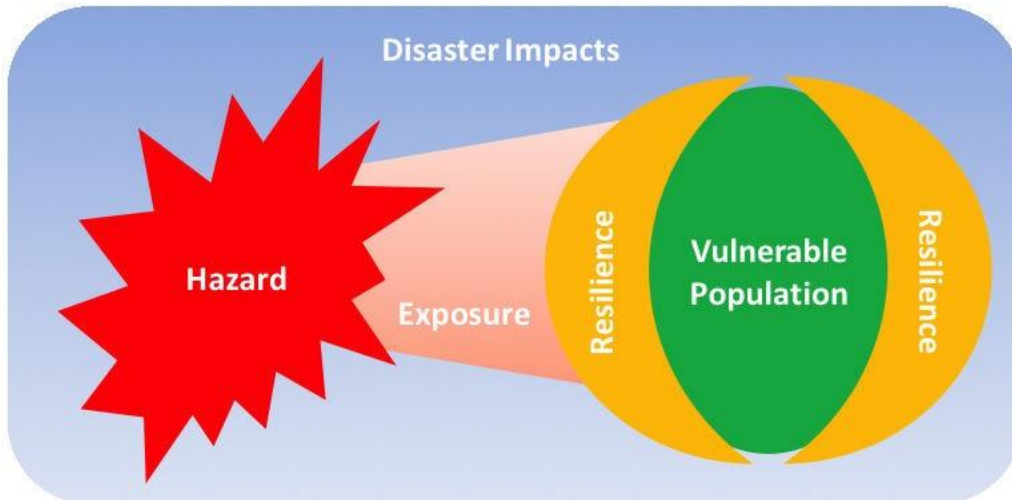 Disaster Impacts
Hazard
Exposure
Resilience
Vulnerable
Population
Resilience